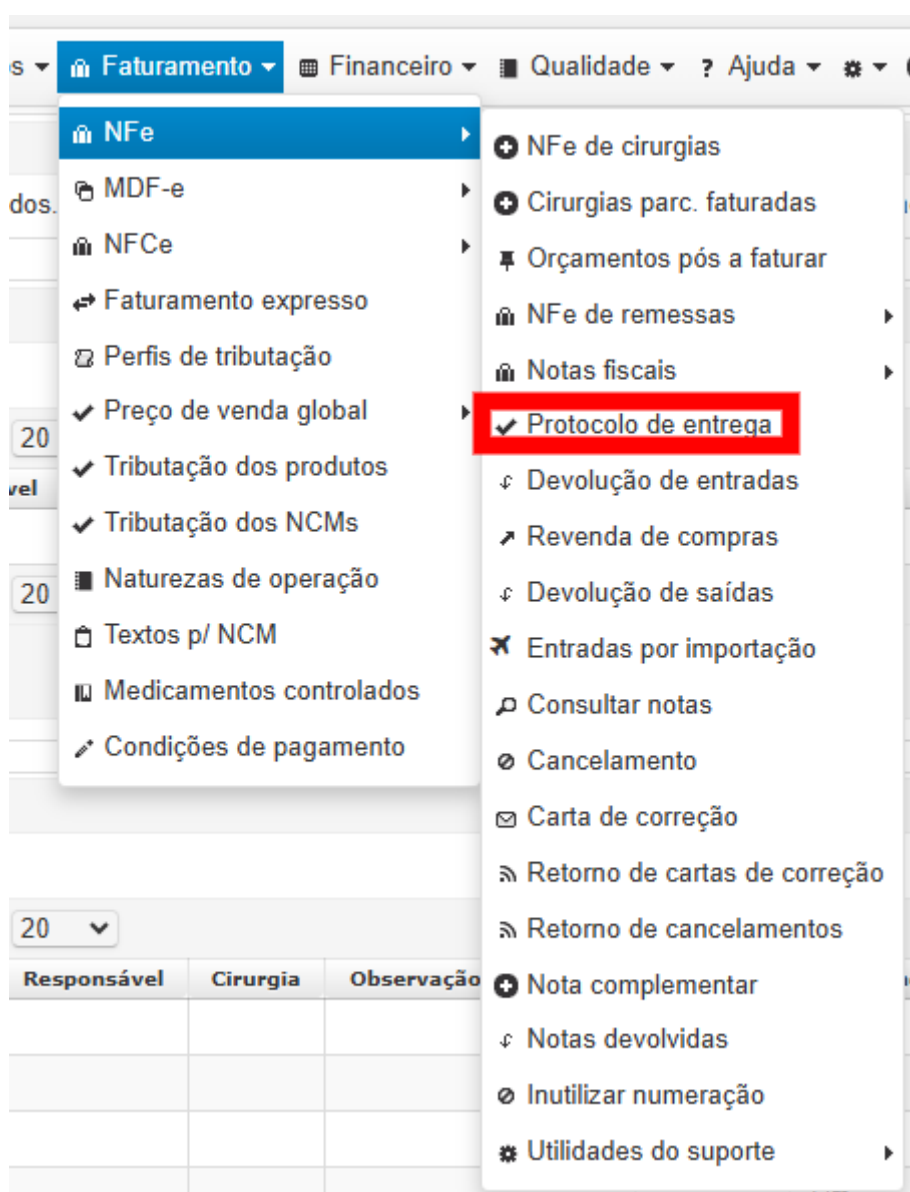 s Faturamento Financeiro Qualidade ? Ajuda
NFe
MDF-e
NFCe
Faturamento expresso
Perfis de tributação
Preço de venda global
Tributação dos produtos
Tributação dos NCMs
Naturezas de operação
Textos p/ NCM
Medicamentos controlados
Condições de pagamento
NFe de cirurgias
Cirurgias parc. faturadas
Orçamentos pós a faturar
NFe de remessas
Notas fiscais
Protocolo de entrega
Devolução de entradas
Revenda de compras
Devolução de saídas
Entradas por importação
Consultar notas
Cancelamento
Carta de correção
Retorno de cartas de correção
Retorno de cancelamentos
Nota complementar
Notas devolvidas
Inutilizar numeração
Utilidades do suporte
dos.
20
vel
20
20
Responsável Cirurgia Observação